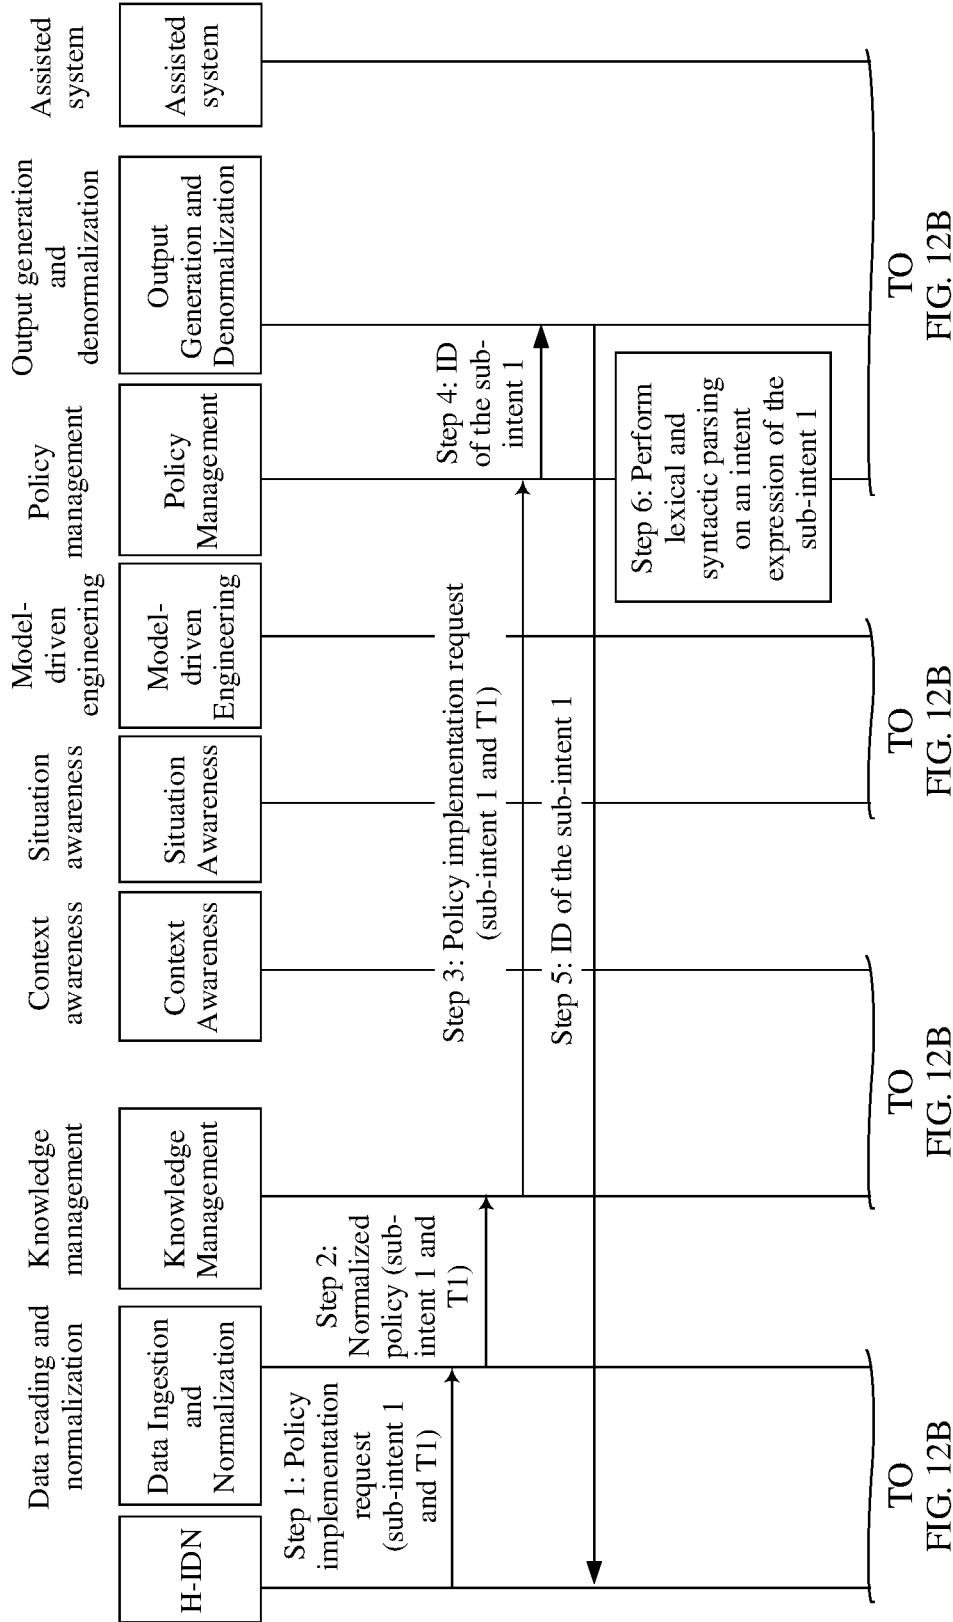 Data reading and
normalization
Knowledge
management
Context
awareness
Situation
awareness
Model-
driven
engineering
Policy
management
Output generation
and
denormalization
Assisted
system
H-IDN
Data Ingestion
and
Normalization
Knowledge
Management
Context
Awareness
Situation
Awareness
Model-
driven
Engineering
Policy
Management
Output
Generation and
Denormalization
Assisted
system
Step 1: Policy
implementation
request
(sub-intent 1
and T1)
Step 2:
Normalized
policy (sub-
intent 1 and
T1)
Step 3: Policy implementation request
(sub-intent 1 and T1)
Step 4: ID
of the sub-
intent 1
Step 5: ID of the sub-intent 1
Step 6: Perform
lexical and
syntactic parsing
on an intent
expression of the
sub-intent 1
TO
FIG. 12B
TO
FIG. 12B
TO
FIG. 12B
TO
FIG. 12B